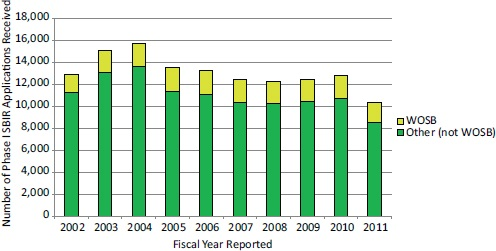 Number of Phase I SBIR Applications Received
18,000
16,000
14,000
12,000
10,000
8,000
6,000
4,000
2,000
0
2002 2003 2004 2005 2006 2007 2008 2009 2010 2011
Fiscal Year Reported
WOSB
Other (not WOSB)